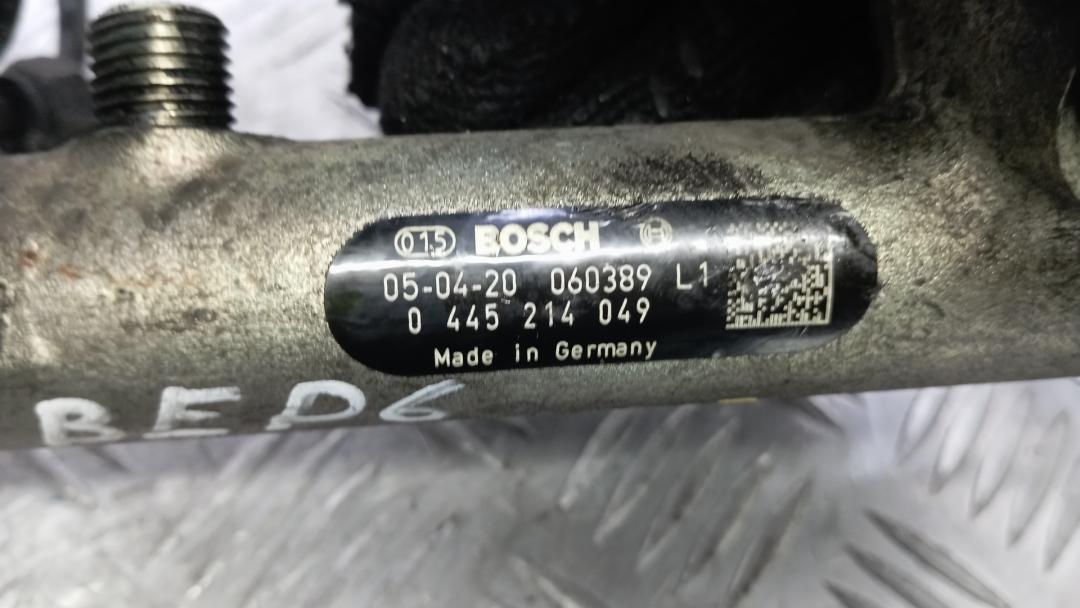 015 BOSCH
05-04-20 060389 L1
0 445 214 049
Made in Germany
BED6